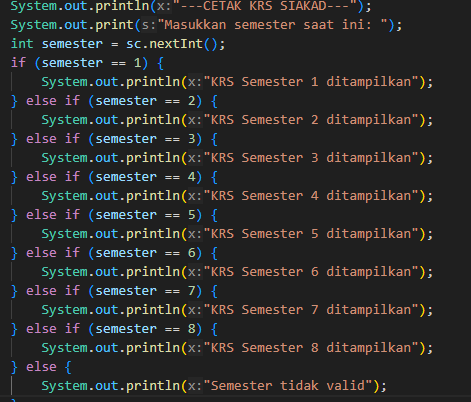 System.out.println(x:"---CETAK KRS SIAKAD---");
System.out.print(s:"Masukkan semester saat ini: ");
int semester = sc.nextInt();
if (semester == 1) {
    System.out.println(x:"KRS Semester 1 ditampilkan");
} else if (semester == 2) {
    System.out.println(x:"KRS Semester 2 ditampilkan");
} else if (semester == 3) {
    System.out.println(x:"KRS Semester 3 ditampilkan");
} else if (semester == 4) {
    System.out.println(x:"KRS Semester 4 ditampilkan");
} else if (semester == 5) {
    System.out.println(x:"KRS Semester 5 ditampilkan");
} else if (semester == 6) {
    System.out.println(x:"KRS Semester 6 ditampilkan");
} else if (semester == 7) {
    System.out.println(x:"KRS Semester 7 ditampilkan");
} else if (semester == 8) {
    System.out.println(x:"KRS Semester 8 ditampilkan");
} else {
    System.out.println(x:"Semester tidak valid");
}